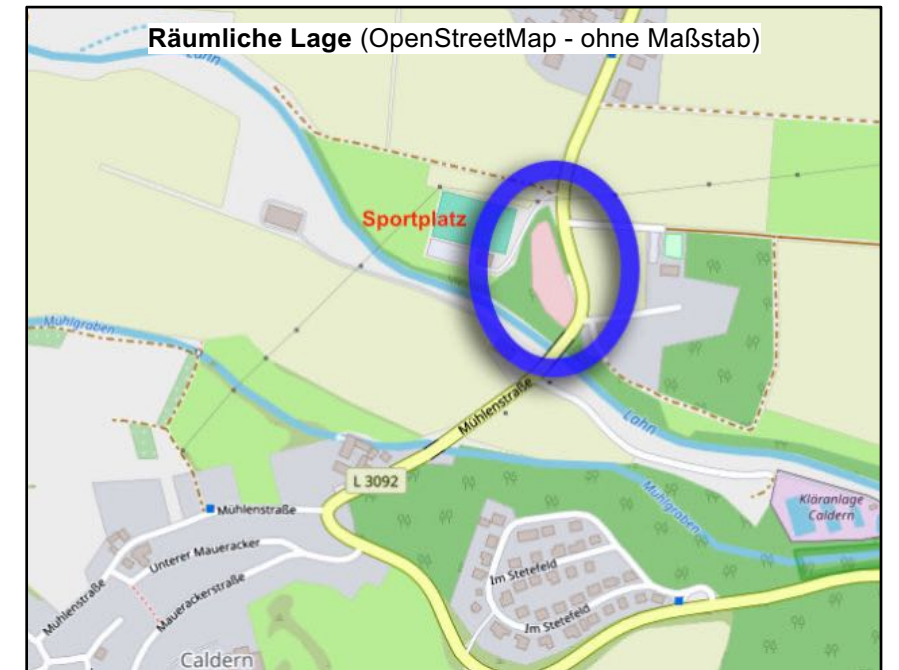 Räumliche Lage (OpenStreetMap - ohne Maßstab)
Lahn
Sportplatz
Mühlgraben
Mühlenstraße
Lahn
L 3092
Mühlgraben
Kläranlage
Caldern
Mühlenstraße
Unterer Maueracker
Im Stetefeld
Mühlenstraße
Mauerackerstraße
Im Stetefeld
Caldern